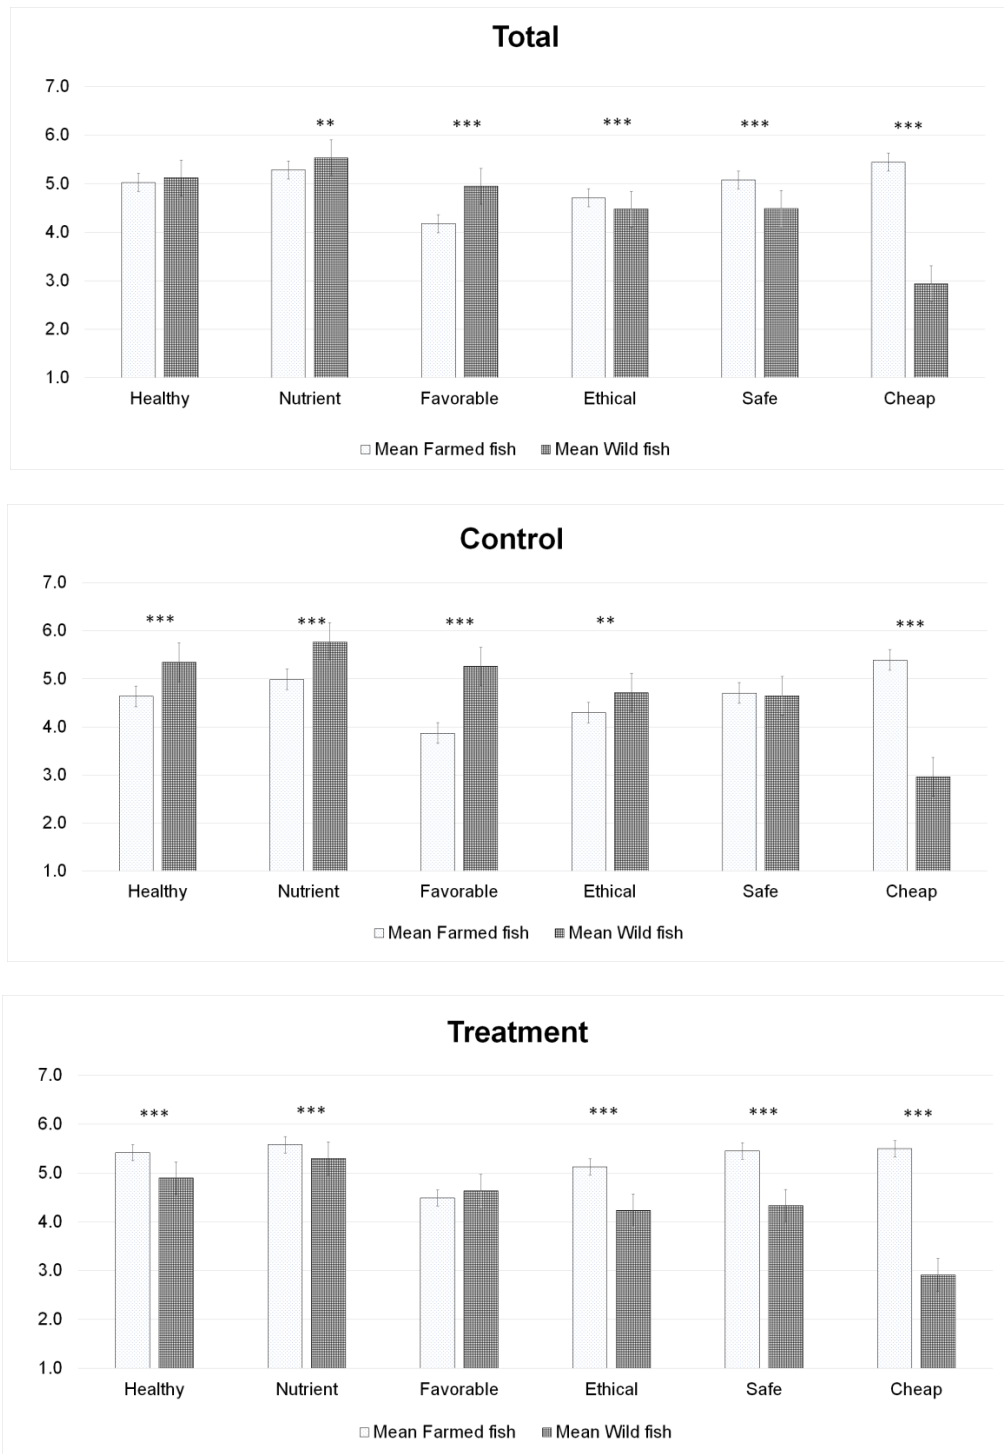 Total
7.0
6.0
5.0
4.0
3.0
2.0
1.0
** *** *** *** ***
Healthy Nutrient Favorable Ethical Safe Cheap
Mean Farmed fish Mean Wild fish
Control
7.0
6.0
5.0
4.0
3.0
2.0
1.0
*** *** *** ** ***
Healthy Nutrient Favorable Ethical Safe Cheap
Mean Farmed fish Mean Wild fish
Treatment
7.0
6.0
5.0
4.0
3.0
2.0
1.0
*** *** *** *** ***
Healthy Nutrient Favorable Ethical Safe Cheap
Mean Farmed fish Mean Wild fish